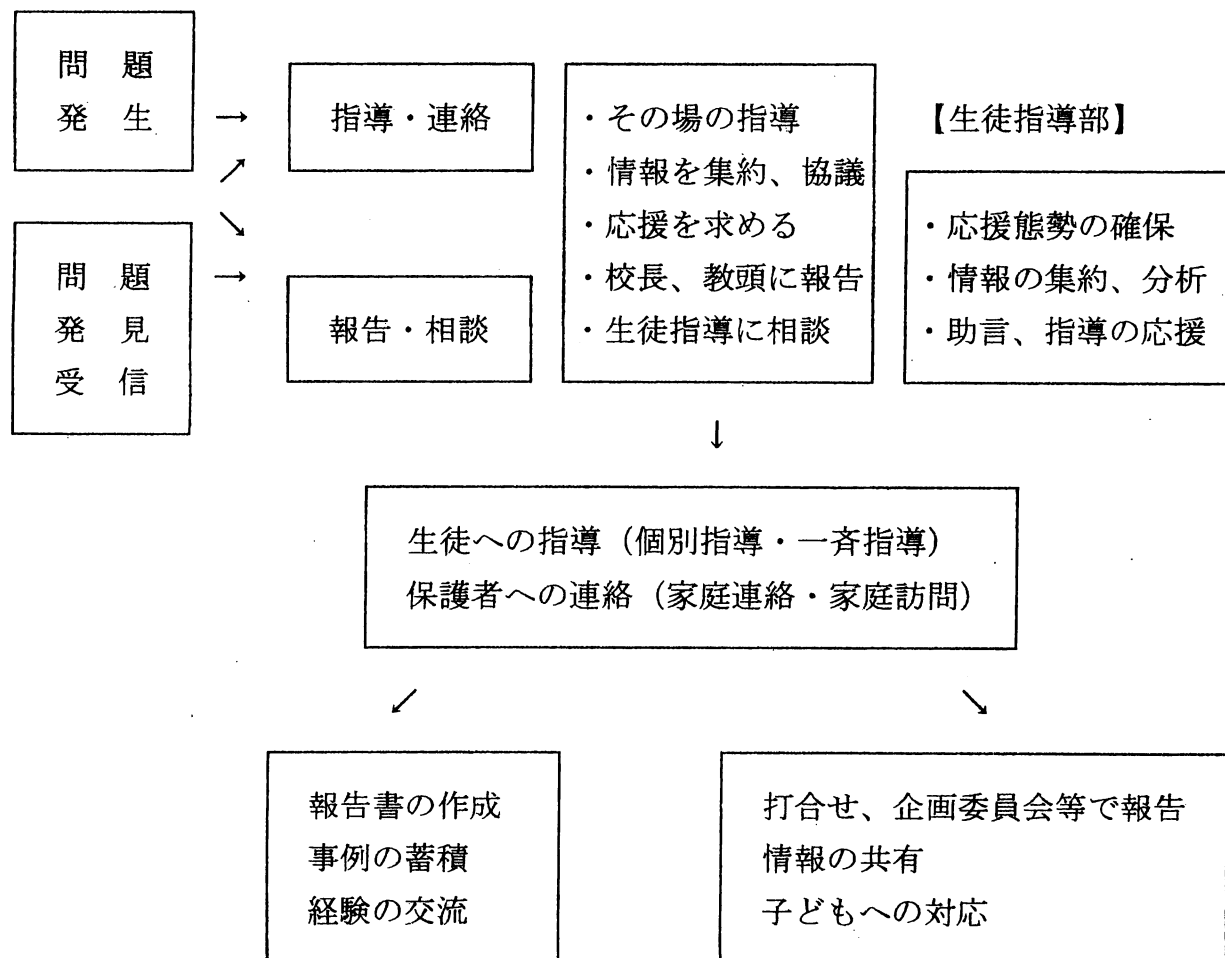 問　題
発　生
→
↗
↘
問　題
発　見
受　信
→
指導・連絡
報告・相談
・その場の指導
・情報を集約、協議
・応援を求める
・校長、教頭に報告
・生徒指導に相談
【生徒指導部】
・応援態勢の確保
・情報の集約、分析
・助言、指導の応援
↓
生徒への指導（個別指導・一斉指導）
保護者への連絡（家庭連絡・家庭訪問）
↙
↘
報告書の作成
事例の蓄積
経験の交流
打合せ、企画委員会等で報告
情報の共有
子どもへの対応